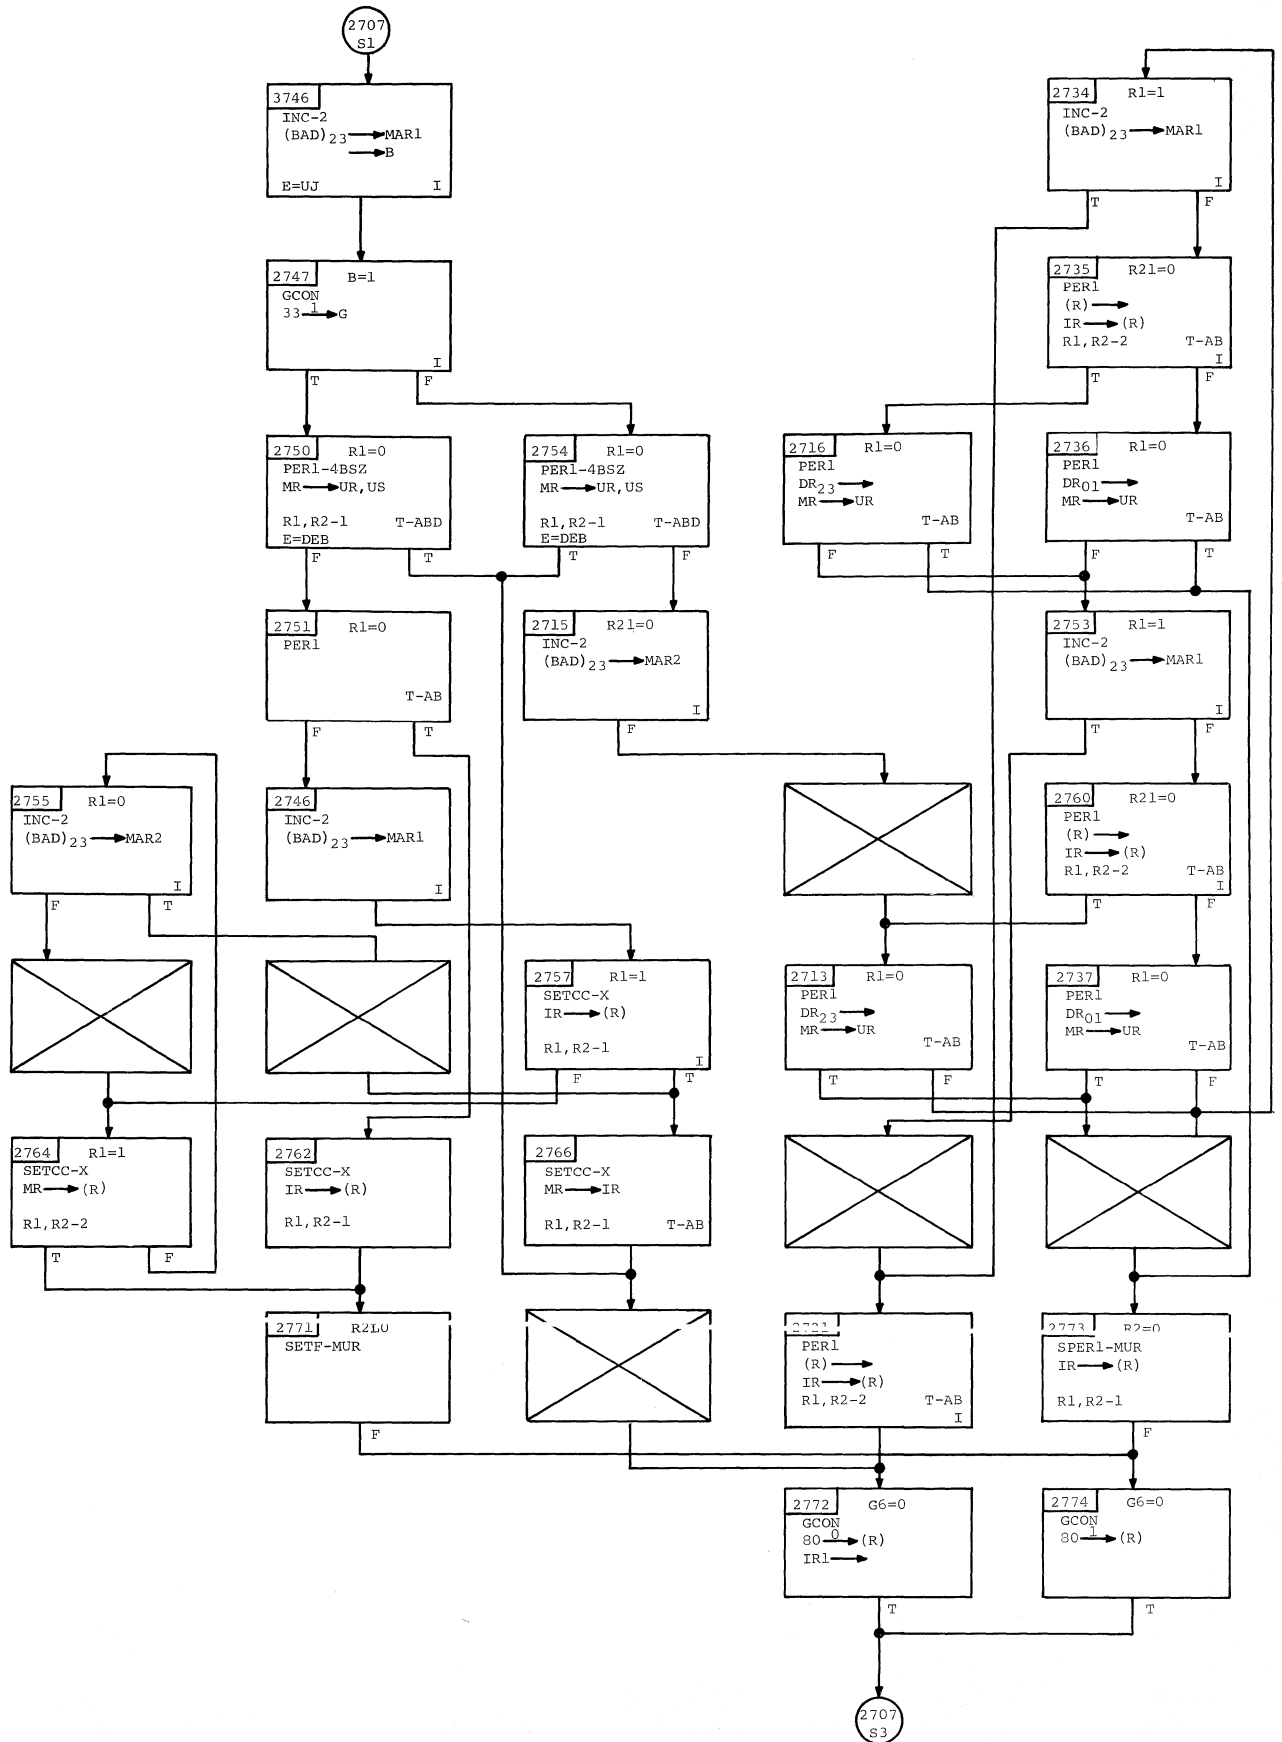 2707
S1
3746
INC-2
(BAD)23 MAR1
B
E=UJ I
2747 B=1
GCON
33 1 G
I
T F
2750 R1=0
PER1-4BSZ
MR UR,US
R1,R2-1 T-ABD
E=DEB
F T
2754 R1=0
PER1-4BSZ
MR UR,US
R1,R2-1 T-ABD
E=DEB
T F
2751 R1=0
PER1
T-AB
F T
2715 R21=0
INC-2
(BAD)23 MAR2
I
F
2755 R1=0
INC-2
(BAD)23 MAR2
I
F T
2746
INC-2
(BAD)23 MAR1
I
2757 R1=1
SETCC-X
IR (R)
R1,R2-1
I
F T
2764 R1=1
SETCC-X
MR (R)
R1,R2-2
T F
2762
SETCC-X
IR (R)
R1,R2-1
2766
SETCC-X
MR IR
R1,R2-1 T-AB
2771
SETF-MUR
F
2734 R1=1
INC-2
(BAD)23 MAR1
I
T F
2735 R21=0
PER1
(R)
IR (R)
R1,R2-2 T-AB
I
T F
2716 R1=0
PER1
DR23
MR UR
T-AB
F T
2736 R1=0
PER1
DR01
MR UR
T-AB
F T
2753 R1=1
INC-2
(BAD)23 MAR1
I
T F
2760 R21=0
PER1
(R)
IR (R)
R1,R2-2 T-AB
I
T F
2713 R1=0
PER1
DR23
MR UR
T-AB
T F
2737 R1=0
PER1
DR01
MR UR
T-AB
T F
PER1
(R)
IR (R)
R1,R2-2 T-AB
I
2773 R2=0
SPER1-MUR
IR (R)
R1,R2-1
F
2772 G6=0
GCON
80 0 (R)
IR1
T
2774 G6=0
GCON
80 1 (R)
T
2707
S3